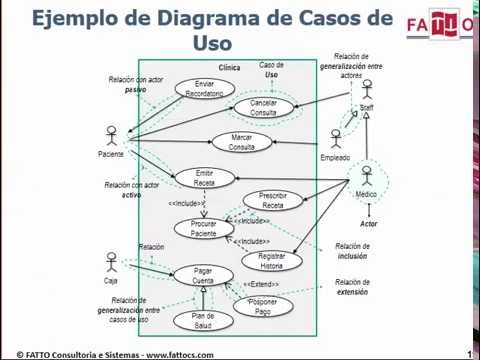 Ejemplo de Diagrama de Casos de
Uso
FATTO
Clínica
Caso de
Uso
Relación de
generalización entre
actores
Relación con actor
pasivo
Enviar
Recordatorio
Cancelar
Consulta
Staff
Paciente
Marcar
Consulta
Empleado
Relación con actor
activo
Emitir
Receta
Médico
<<Include>>
Prescribir
Receta
Actor
<<Include>>
Procurar
Paciente
<<Include>>
Relación
Relación de
inclusión
Registrar
Historia
Caja
Pagar
Cuenta
<<Extend>>
Relación de
extensión
Relación de
generalización entre
casos de uso
Posponer
Pago
Plan de
Salud
© FATTO Consultoria e Sistemas - www.fattocs.com
1